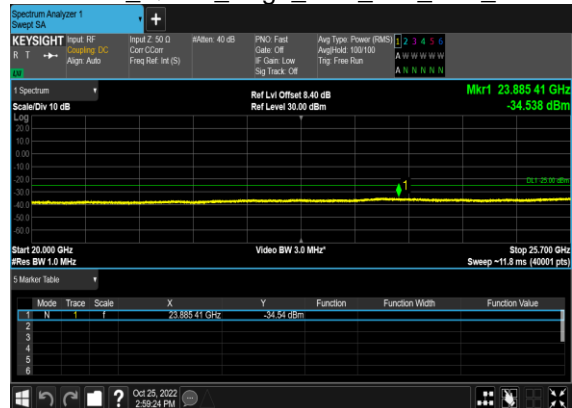 Spectrum Analyzer 1
Swept SA
+
KEYSIGHT Input: RF Input Z: 50 Ω #Atten: 40 dB PNO: Fast Avg Type: Power (RMS) 1 2 3 4 5 6
R T Coupling: DC Corr CCorr Gate: Off Avg|Hold: 100/100 A W W W W W
Align: Auto Freq Ref: Int (S) IF Gain: Low Trig: Free Run A N N N N N
LW Sig Track: Off
1 Spectrum Ref Lvl Offset 8.40 dB Mkr1 23.885 41 GHz
Scale/Div 10 dB Ref Level 30.00 dBm -34.538 dBm
Log
20.0
10.0
0.00
-10.0
-20.0
DL1 -25.00 dBm
1
-30.0
-40.0
-50.0
-60.0
Start 20.000 GHz Video BW 3.0 MHz* Stop 25.700 GHz
#Res BW 1.0 MHz Sweep ~11.8 ms (40001 pts)
5 Marker Table
Mode Trace Scale X Y Function Function Width Function Value
1 N 1 f 23.885 41 GHz -34.54 dBm
2
3
4
5
6
? Oct 25, 2022
2:59:24 PM